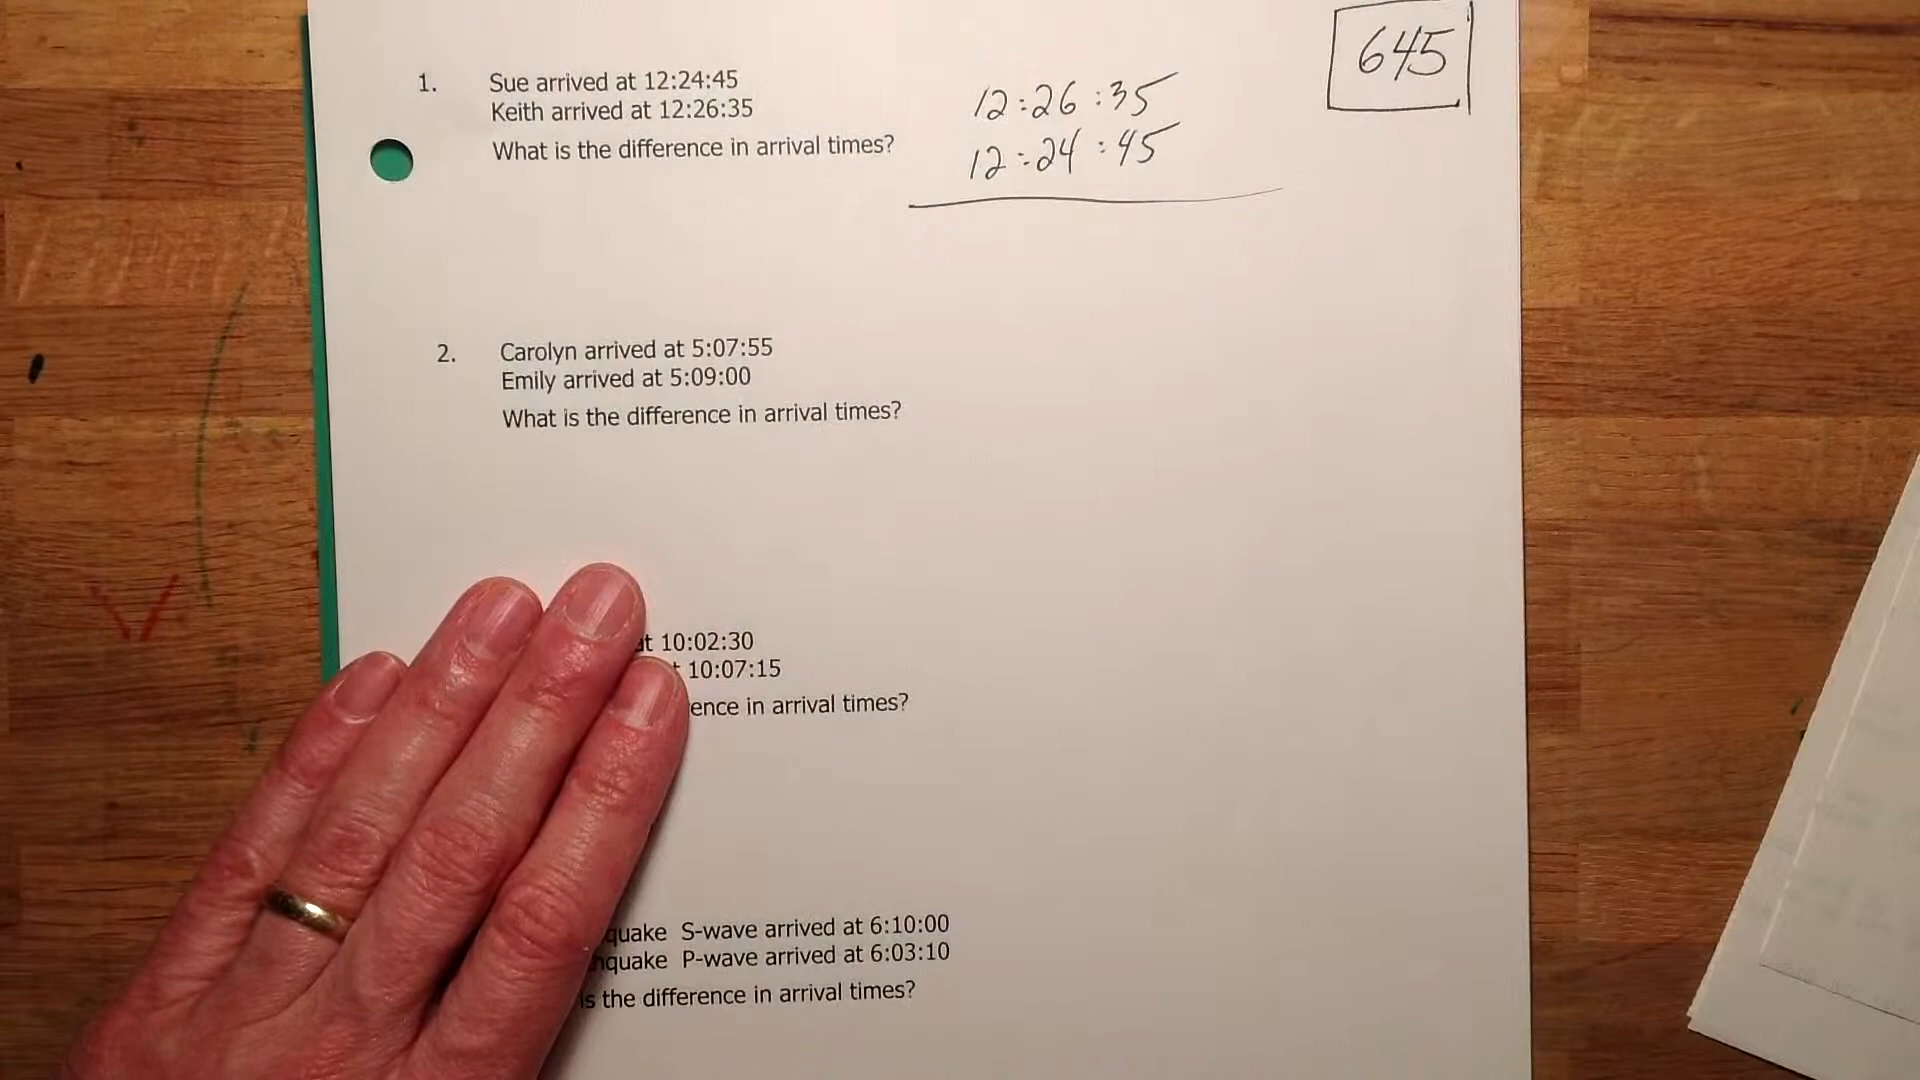 645
1. Sue arrived at 12:24:45
Keith arrived at 12:26:35
What is the difference in arrival times?
12:26:35
12:24:45
2. Carolyn arrived at 5:07:55
Emily arrived at 5:09:00
What is the difference in arrival times?
at 10:02:30
10:07:15
in arrival times?
S-wave arrived at 6:10:00
P-wave arrived at 6:03:10
is the difference in arrival times?